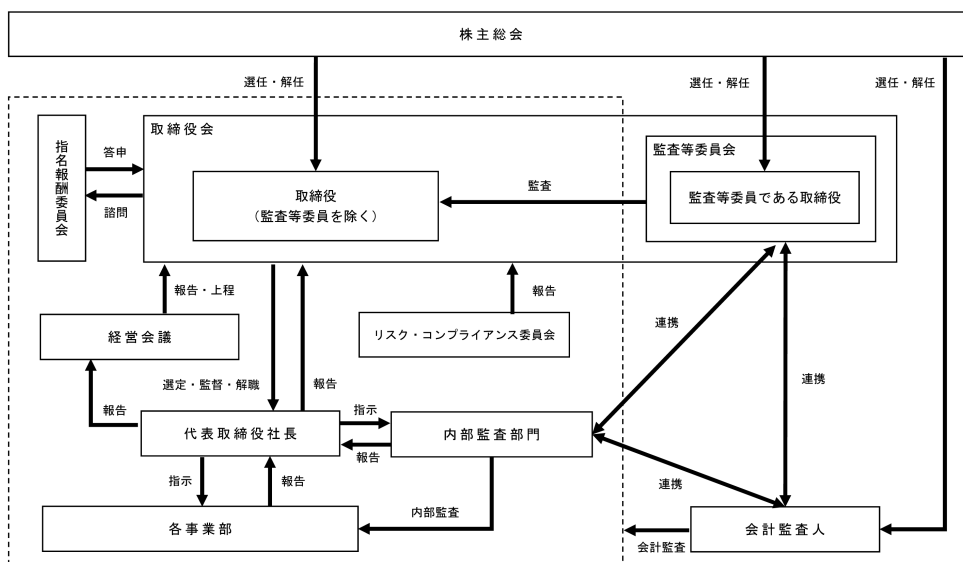 株主総会
選任・解任
選任・解任
選任・解任
取締役会
監査等委員会
指名報酬委員会
答申
諮問
取締役
（監査等委員を除く）
監査
監査等委員である取締役
報告・上程
報告
経営会議
リスク・コンプライアンス委員会
連携
連携
選定・監督・解職
報告
報告
指示
代表取締役社長
内部監査部門
報告
指示
報告
連携
内部監査
各事業部
会計監査人
会計監査